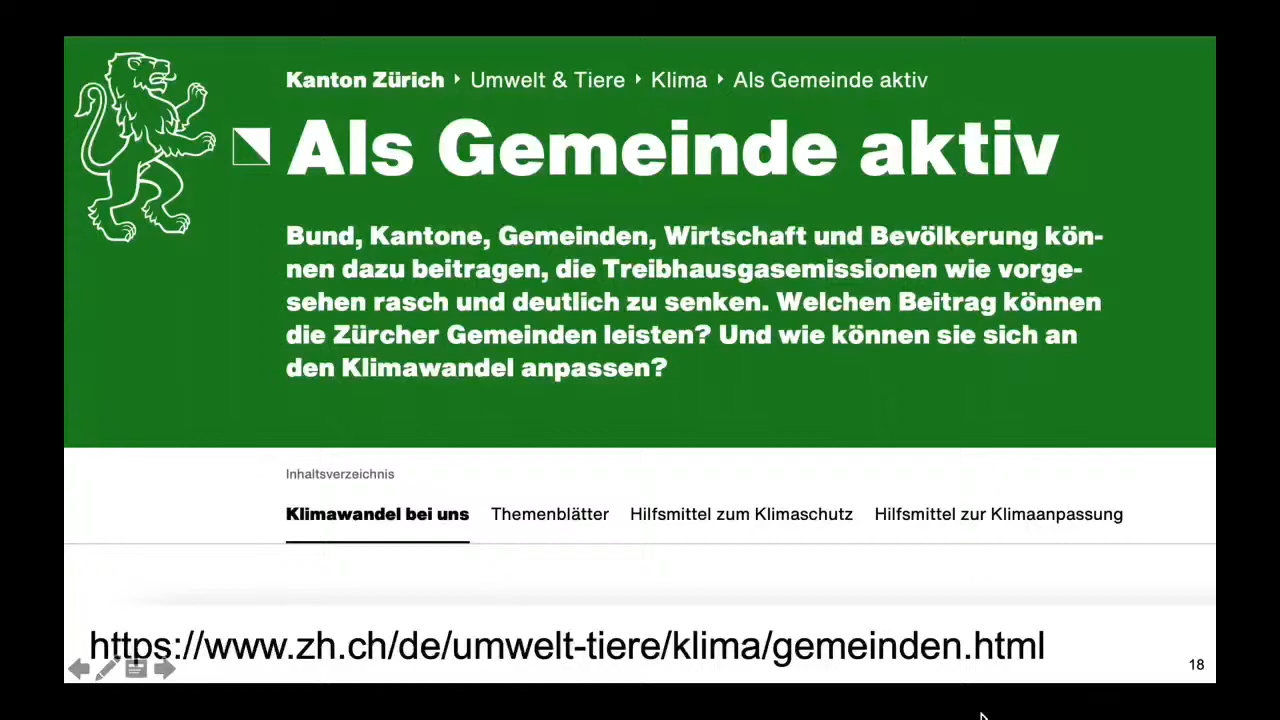 Kanton Zürich Umwelt & Tiere Klima Als Gemeinde aktiv
Als Gemeinde aktiv
Bund, Kantone, Gemeinden, Wirtschaft und Bevölkerung kön-
nen dazu beitragen, die Treibhausgasemissionen wie vorge-
sehen rasch und deutlich zu senken. Welchen Beitrag können
die Zürcher Gemeinden leisten? Und wie können sie sich an
den Klimawandel anpassen?
Inhaltsverzeichnis
Klimawandel bei uns Themenblätter Hilfsmittel zum Klimaschutz Hilfsmittel zur Klimaanpassung
https://www.zh.ch/de/umwelt-tiere/klima/gemeinden.html
18